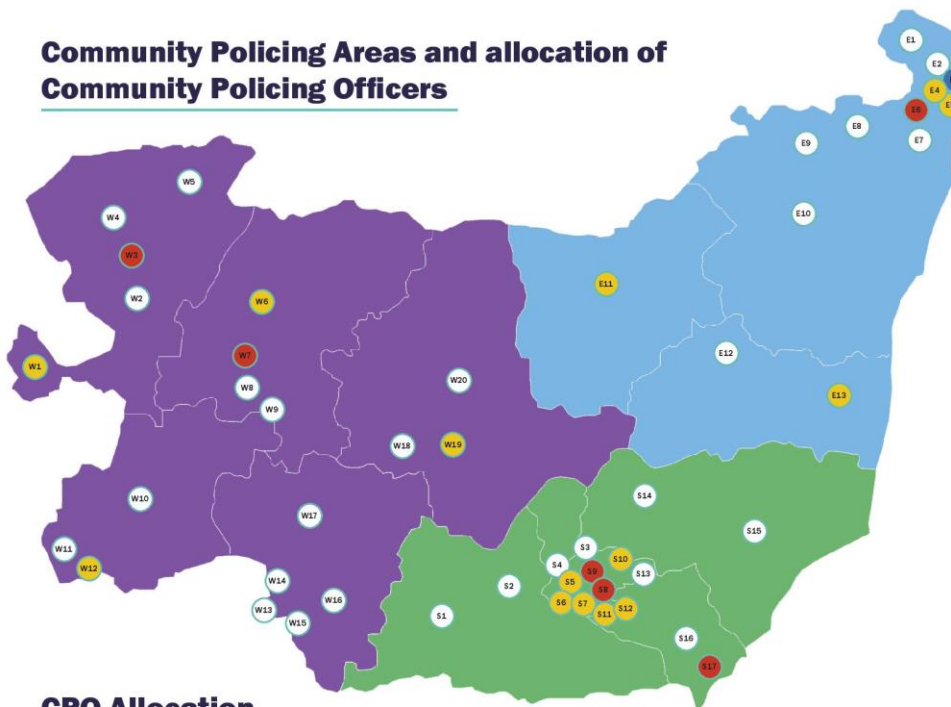 Community Policing Areas and allocation of
Community Policing Officers
E1
E2
E4
E6
E7
E8
E9
E10
E11
E12
E13
W5
W4
W3
W2
W1
W6
W7
W8
W9
W20
W18
W19
W10
W11
W12
W17
W14
W13
W15
W16
S14
S15
S3
S4
S9
S10
S13
S5
S8
S6
S7
S11
S12
S2
S1
S16
S17
CPO Allocation